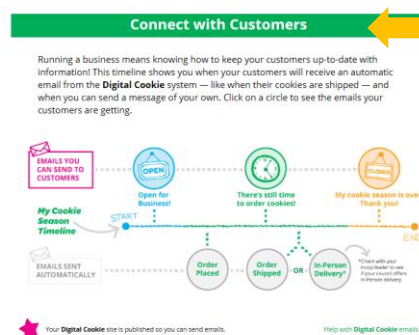 Connect with Customers
Running a business means knowing how to keep your customers up-to-date with
information! This timeline shows you when your customers will receive an automatic
email from the Digital Cookie system — like when their cookies are shipped — and
when you can send a message of your own. Click on a circle to see the emails your
customers are getting.
EMAILS YOU
CAN SEND TO
CUSTOMERS
OPEN
CLOSED
Open for
Business!
There's still time
to order cookies!
My cookie season is over.
Thank you!
My Cookie
Season
Timeline
START
END
EMAILS SENT
AUTOMATICALLY
Order
Placed
Order
Shipped
OR
In-Person
Delivery*
*Check with your
troop leader to see
if your council offers
In-Person delivery.
Your Digital Cookie site is published so you can send emails.
Help with Digital Cookie emails